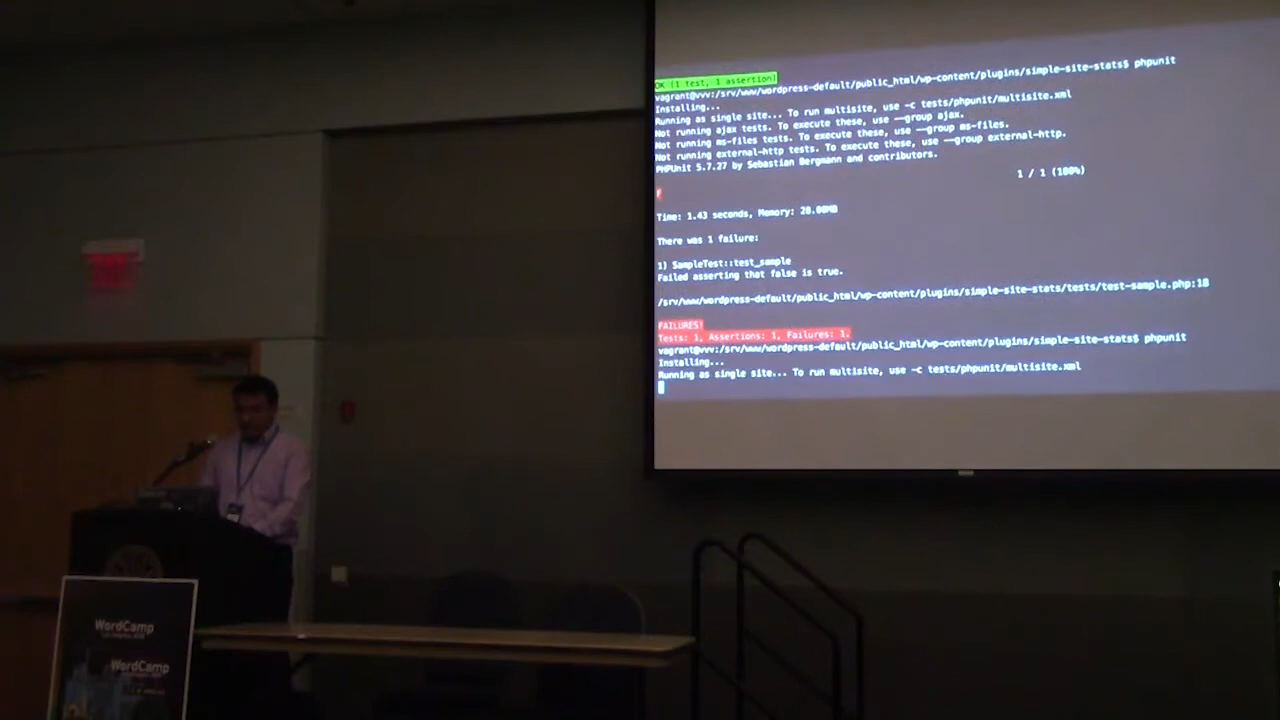 OK (1 test, 1 assertion)
vagrant@vvv:/srv/www/wordpress-default/public_html/wp-content/plugins/simple-site-stats$ phpunit
Installing...
Running as single site... To run multisite, use -c tests/phpunit/multisite.xml
Not running ajax tests. To execute these, use --group ajax.
Not running ms-files tests. To execute these, use --group ms-files.
Not running external-http tests. To execute these, use --group external-http.
PHPUnit 5.7.27 by Sebastian Bergmann and contributors.
F
1 / 1 (100%)
Time: 1.43 seconds, Memory: 28.00MB
There was 1 failure:
1) SampleTest::test_sample
Failed asserting that false is true.
/srv/www/wordpress-default/public_html/wp-content/plugins/simple-site-stats/tests/test-sample.php:18
FAILURES!
Tests: 1, Assertions: 1, Failures: 1.
vagrant@vvv:/srv/www/wordpress-default/public_html/wp-content/plugins/simple-site-stats$ phpunit
Installing...
Running as single site... To run multisite, use -c tests/phpunit/multisite.xml
WordCamp
WordCamp